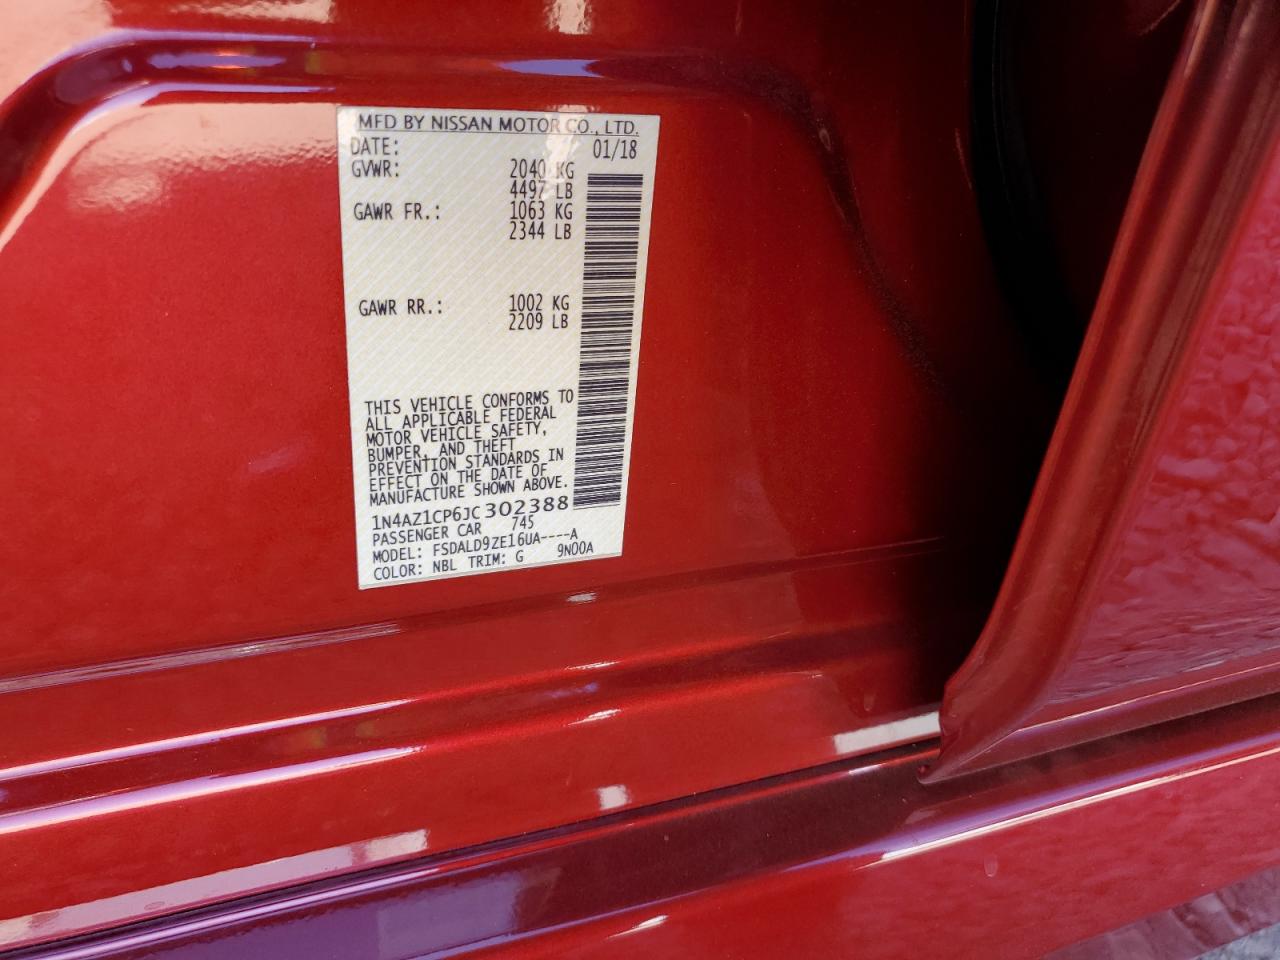 MFD BY NISSAN MOTOR CO., LTD.
DATE: 01/18
GVWR: 2040 KG
4497 LB
GAWR FR.: 1063 KG
2344 LB
GAWR RR.: 1002 KG
2209 LB
THIS VEHICLE CONFORMS TO
ALL APPLICABLE FEDERAL
MOTOR VEHICLE SAFETY,
BUMPER, AND THEFT
PREVENTION STANDARDS IN
EFFECT ON THE DATE OF
MANUFACTURE SHOWN ABOVE.
1N4AZ1CP6JC302388
PASSENGER CAR 745
MODEL: FSDALD9ZE16UA----A
COLOR: NBL TRIM: G 9N00A